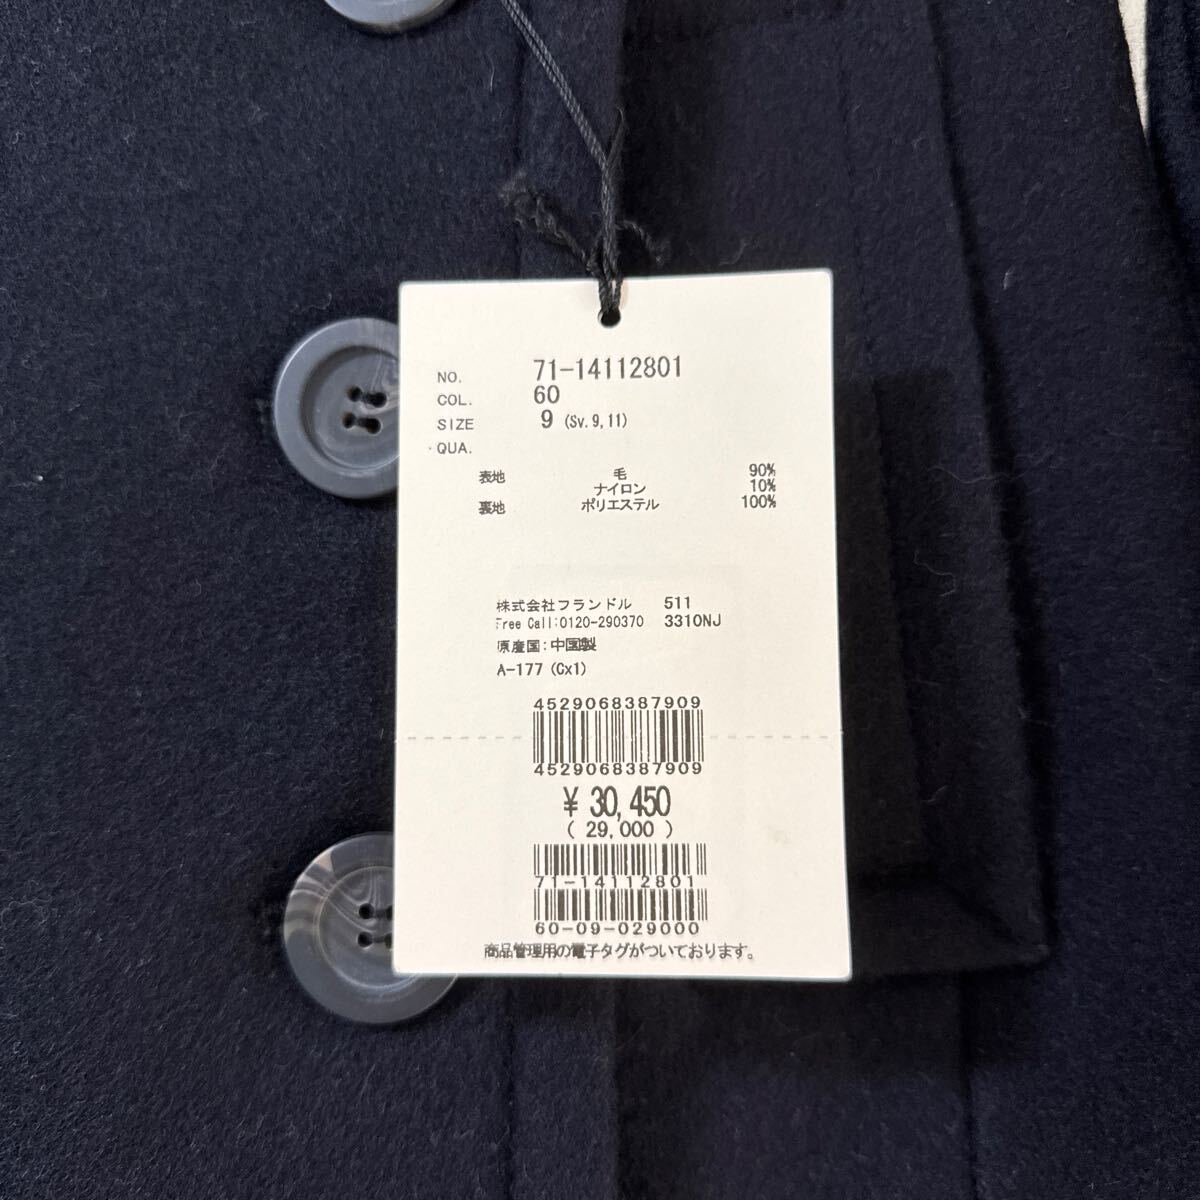 NO. 71-14112801
COL. 60
SIZE 9 (Sv.9,11)
QUA.
表地 毛 90%
ナイロン 10%
裏地 ポリエステル 100%
株式会社フランドル 511
Free Call:0120-290370 3310NJ
原産国:中国製
A-177 (Cx1)
4529068387909
4529068387909
¥ 30,450
( 29,000 )
71-14112801
60-09-029000
商品管理用の電子タグがついております。